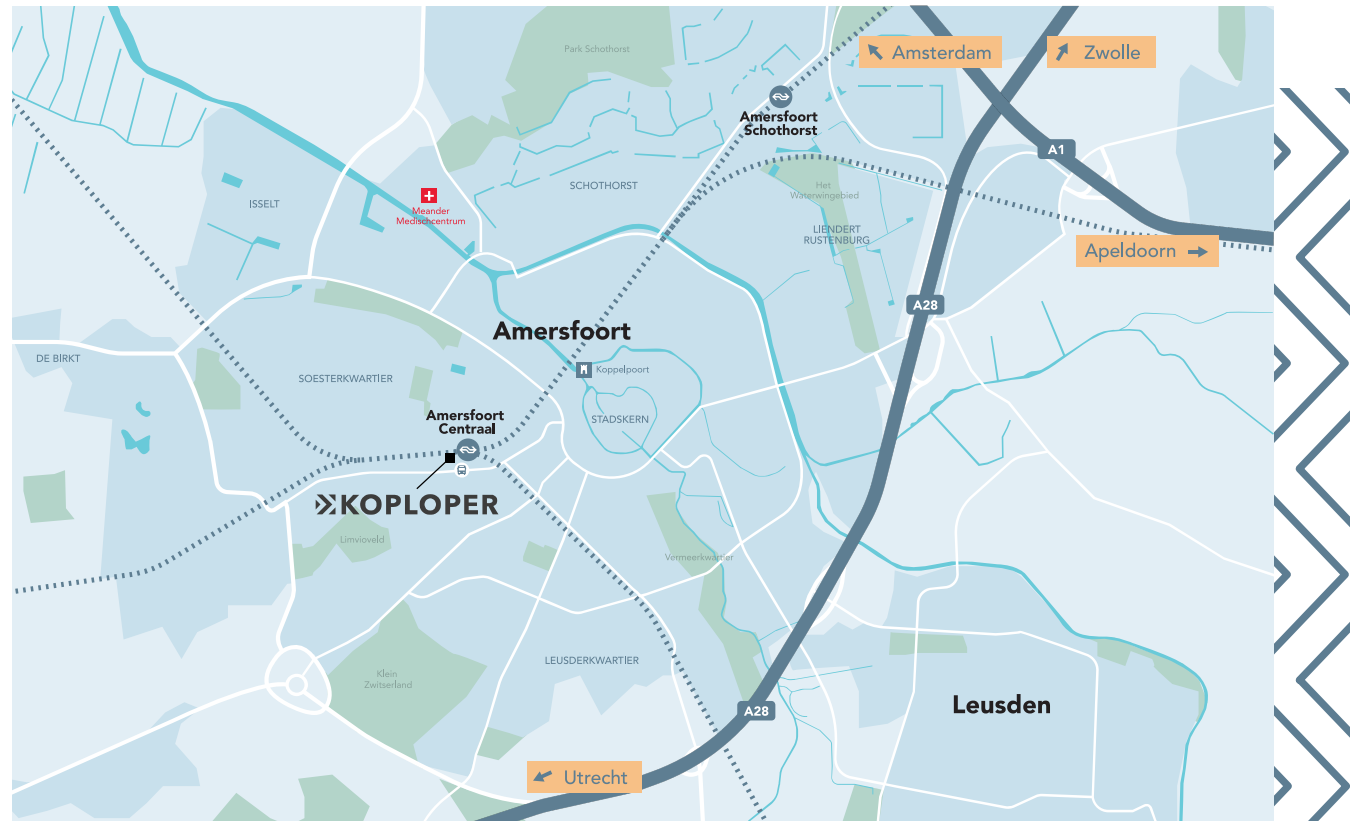 Park Schothorst
Amsterdam
Zwolle
Amersfoort
Schothorst
A1
SCHOTHORST
Het
Waterwingebied
ISSELT
Meander
Medischcentrum
LIENDERT
RUSTENBURG
Apeldoorn
A28
Amersfoort
DE BIRKT
Koppelpoort
SOESTERKWARTIER
Amersfoort
Centraal
STADSKERN
KOPLOPER
Limvioveld
Vermeerkwartier
LEUSDERKWARTIER
Klein
Zwitserland
Leusden
A28
Utrecht